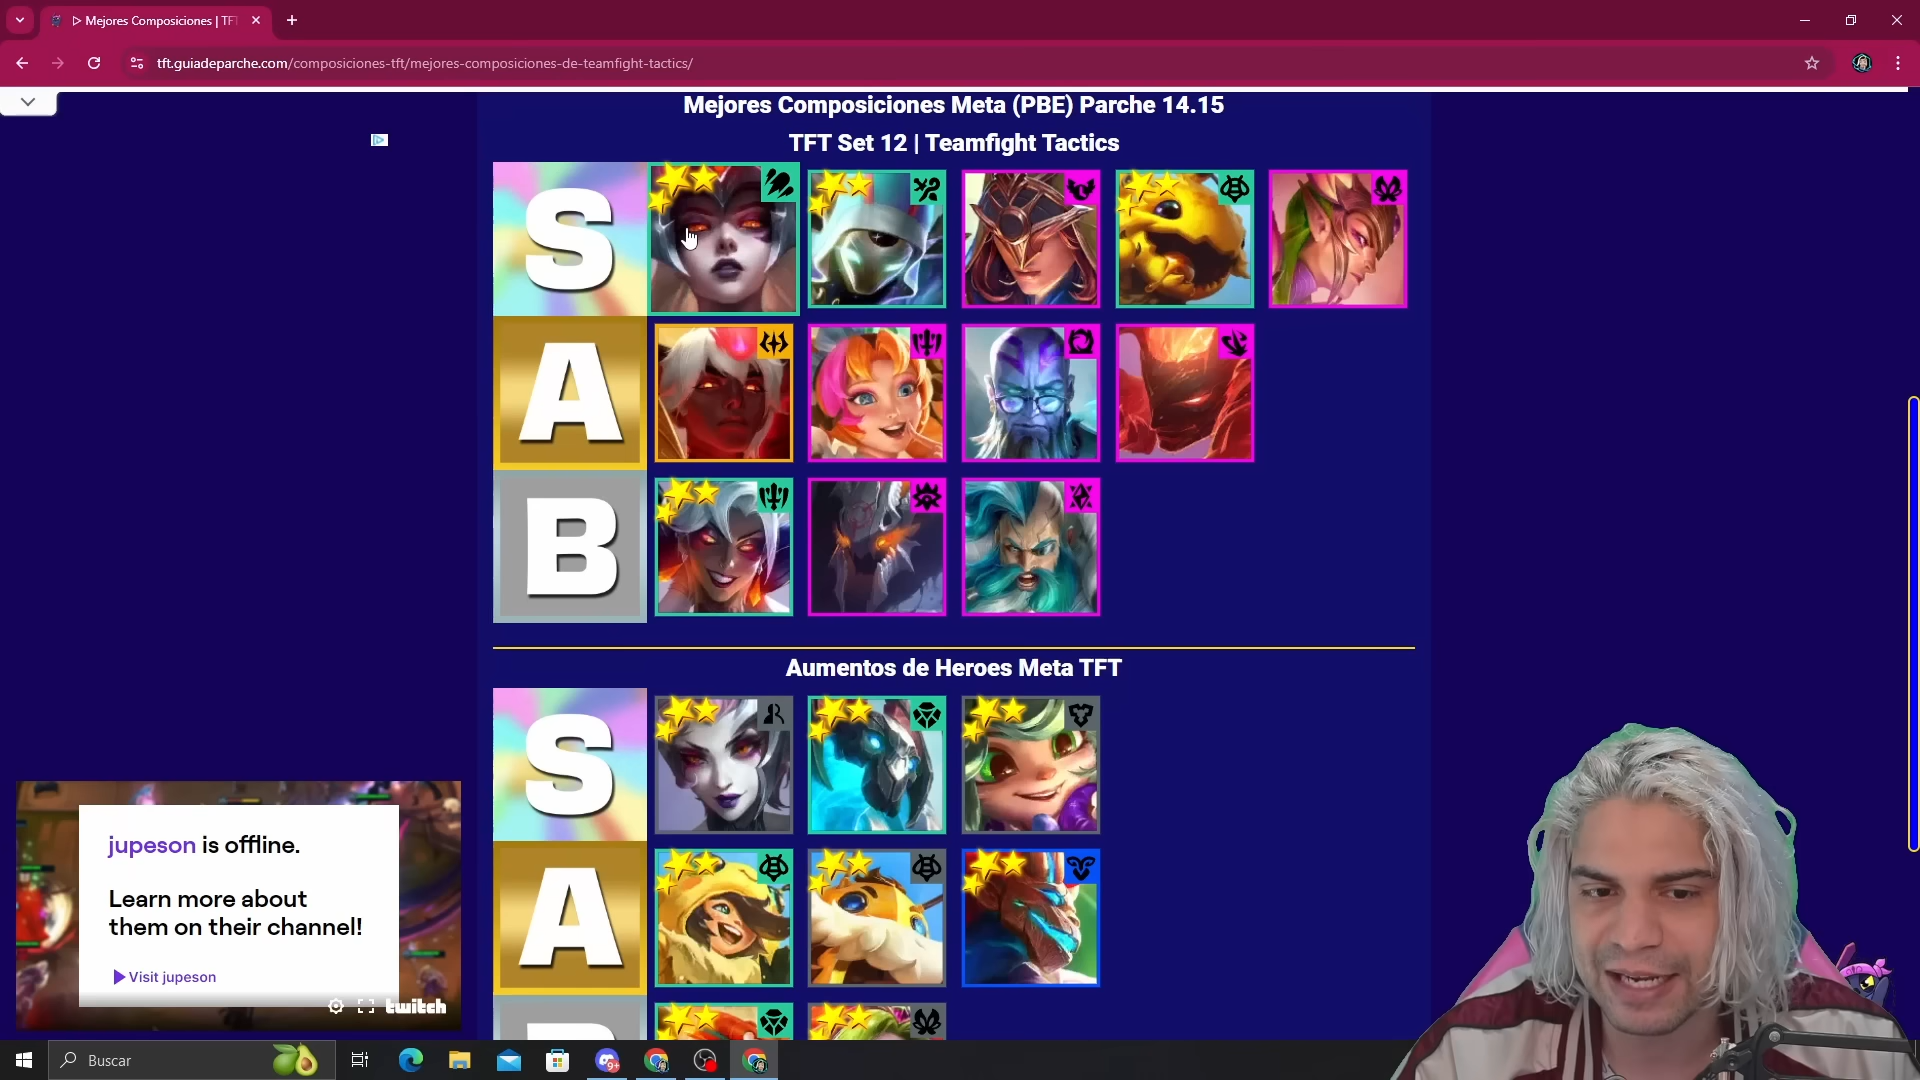 ▷ Mejores Composiciones | TF
tft.guiadeparche.com/composiciones-tft/mejores-composiciones-de-teamfight-tactics/
Mejores Composiciones Meta (PBE) Parche 14.15
TFT Set 12 | Teamfight Tactics
S
A
B
Aumentos de Heroes Meta TFT
S
A
jupeson is offline.
Learn more about
them on their channel!
Visit jupeson
twitch
Buscar
9+